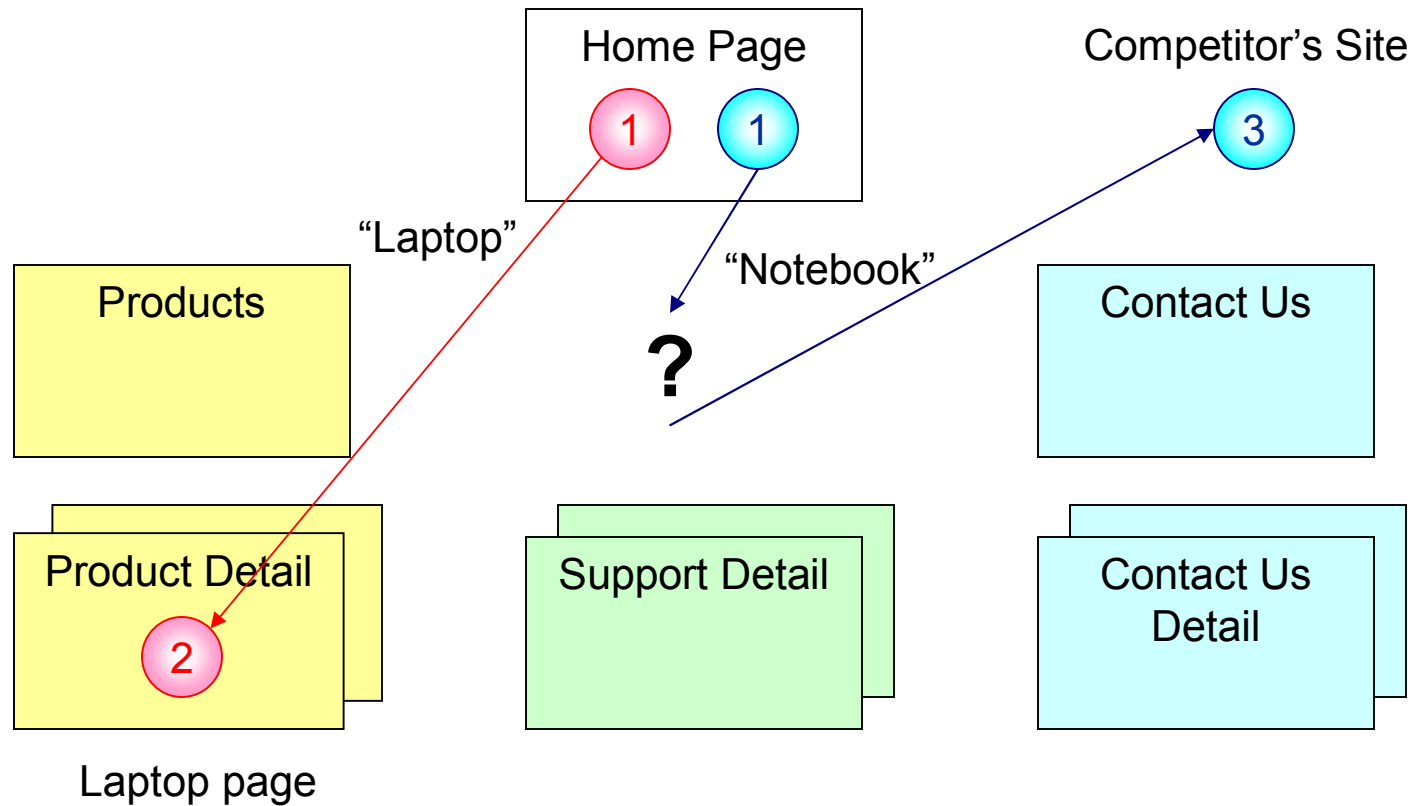 Home Page
Competitor’s Site
1
1
3
“Laptop”
“Notebook”
Products
?
Contact Us
Product Detail
Support Detail
Contact Us
Detail
2
Laptop page